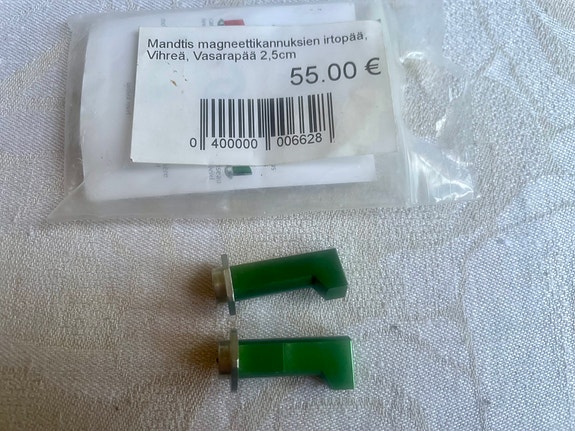 Mandtis magneettikannuksien irtopää,
Vihreä, Vasarapää 2,5cm
55.00 €
0 400000 006628